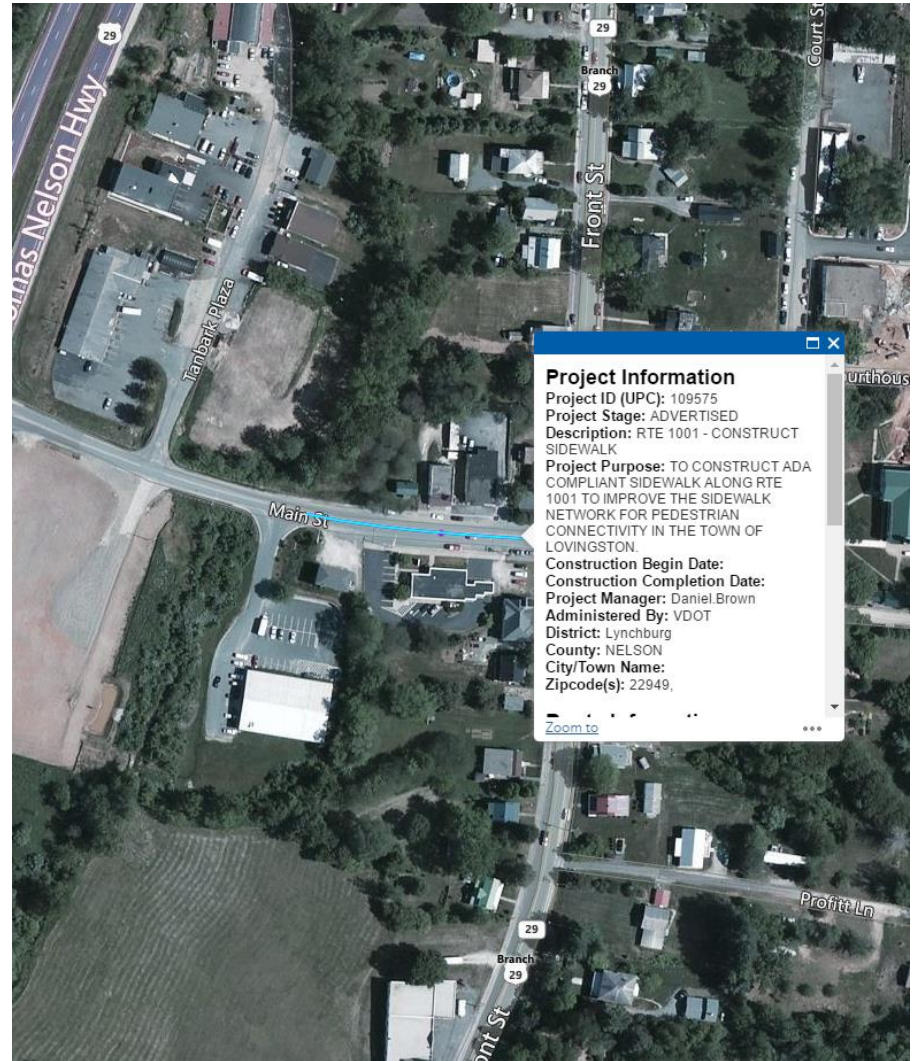 29
29
Branch
29
Court St
omas Nelson Hwy
Front St
Tanbark Plaza
Main St
Project Information
Project ID (UPC): 109575
Project Stage: ADVERTISED
Description: RTE 1001 - CONSTRUCT
SIDEWALK
Project Purpose: TO CONSTRUCT ADA
COMPLIANT SIDEWALK ALONG RTE
1001 TO IMPROVE THE SIDEWALK
NETWORK FOR PEDESTRIAN
CONNECTIVITY IN THE TOWN OF
LOVINGSTON.
Construction Begin Date:
Construction Completion Date:
Project Manager: Daniel.Brown
Administered By: VDOT
District: Lynchburg
County: NELSON
City/Town Name:
Zipcode(s): 22949,
Zoom to
urthous
Profitt Ln
29
Branch
29
ont St